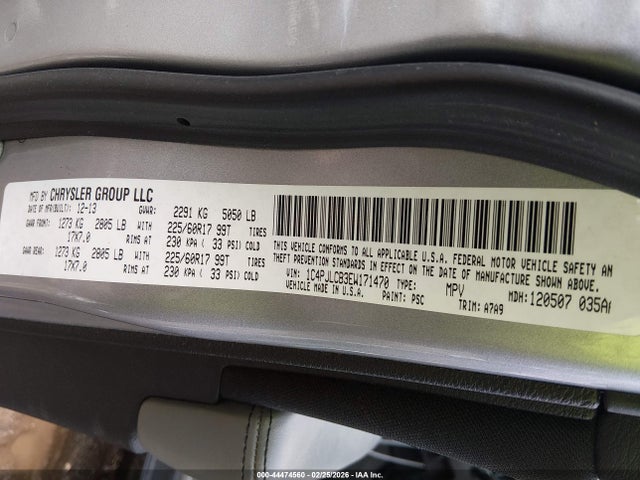 MFD BY CHRYSLER GROUP LLC
DATE OF MFR(BUILT): 12-13 GVWR: 2291 KG 5050 LB
GAWR FRONT: 1273 KG 2805 LB WITH 225/60R17 99T TIRES
17X7.0 RIMS AT 230 KPA ( 33 PSI) COLD
GAWR REAR: 1273 KG 2805 LB WITH 225/60R17 99T TIRES
17X7.0 RIMS AT 230 KPA ( 33 PSI) COLD
THIS VEHICLE CONFORMS TO ALL APPLICABLE U.S.A. FEDERAL MOTOR VEHICLE SAFETY AN
THEFT PREVENTION STANDARDS IN EFFECT ON THE DATE OF MANUFACTURE SHOWN ABOVE.
VIN: 1C4PJLCB3EW171470 TYPE: MPV MDH: 120507 035A
VEHICLE MADE IN U.S.A. PAINT: PSC TRIM: A7A9
000-44474560 - 02/25/2026 - IAA Inc.